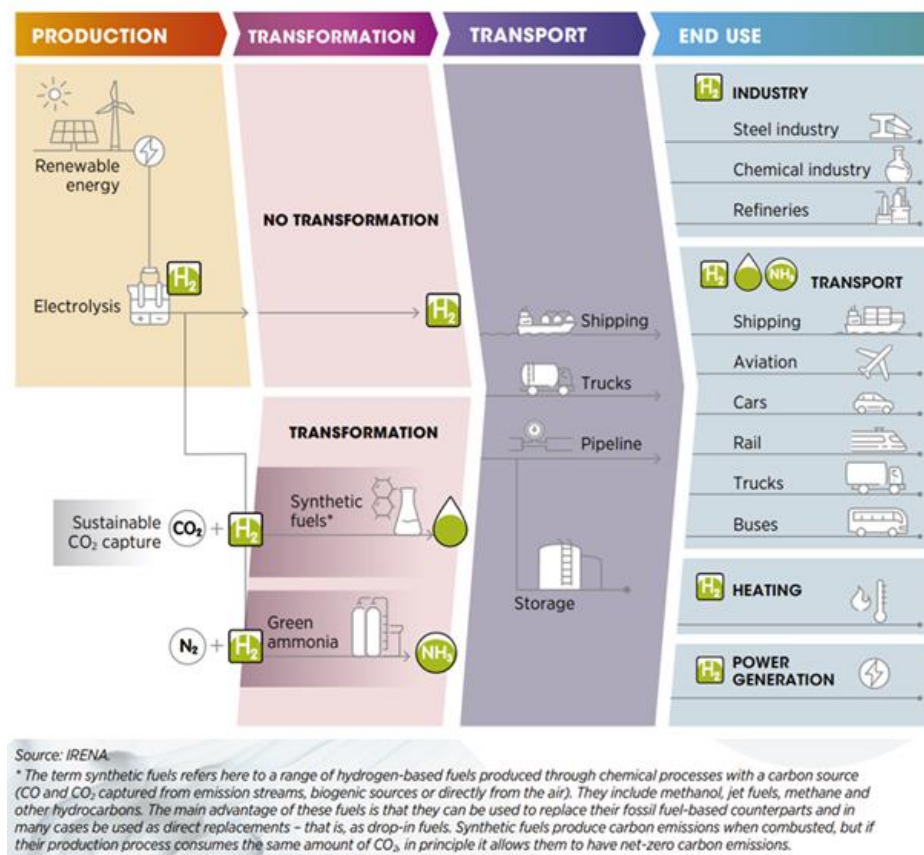 PRODUCTION
TRANSFORMATION
TRANSPORT
END USE
Renewable
energy
Electrolysis
H₂
NO TRANSFORMATION
H₂
TRANSFORMATION
Sustainable
CO₂ capture
CO₂ + H₂
Synthetic
fuels*
N₂ + H₂
Green
ammonia
NH₃
Shipping
Trucks
Pipeline
Storage
H₂ INDUSTRY
Steel industry
Chemical industry
Refineries
H₂ NH₃ TRANSPORT
Shipping
Aviation
Cars
Rail
Trucks
Buses
H₂ HEATING
H₂ POWER
GENERATION
Source: IRENA.
* The term synthetic fuels refers here to a range of hydrogen-based fuels produced through chemical processes with a carbon source
(CO and CO₂ captured from emission streams, biogenic sources or directly from the air). They include methanol, jet fuels, methane and
other hydrocarbons. The main advantage of these fuels is that they can be used to replace their fossil fuel-based counterparts and in
many cases be used as direct replacements – that is, as drop-in fuels. Synthetic fuels produce carbon emissions when combusted, but if
their production process consumes the same amount of CO₂, in principle it allows them to have net-zero carbon emissions.